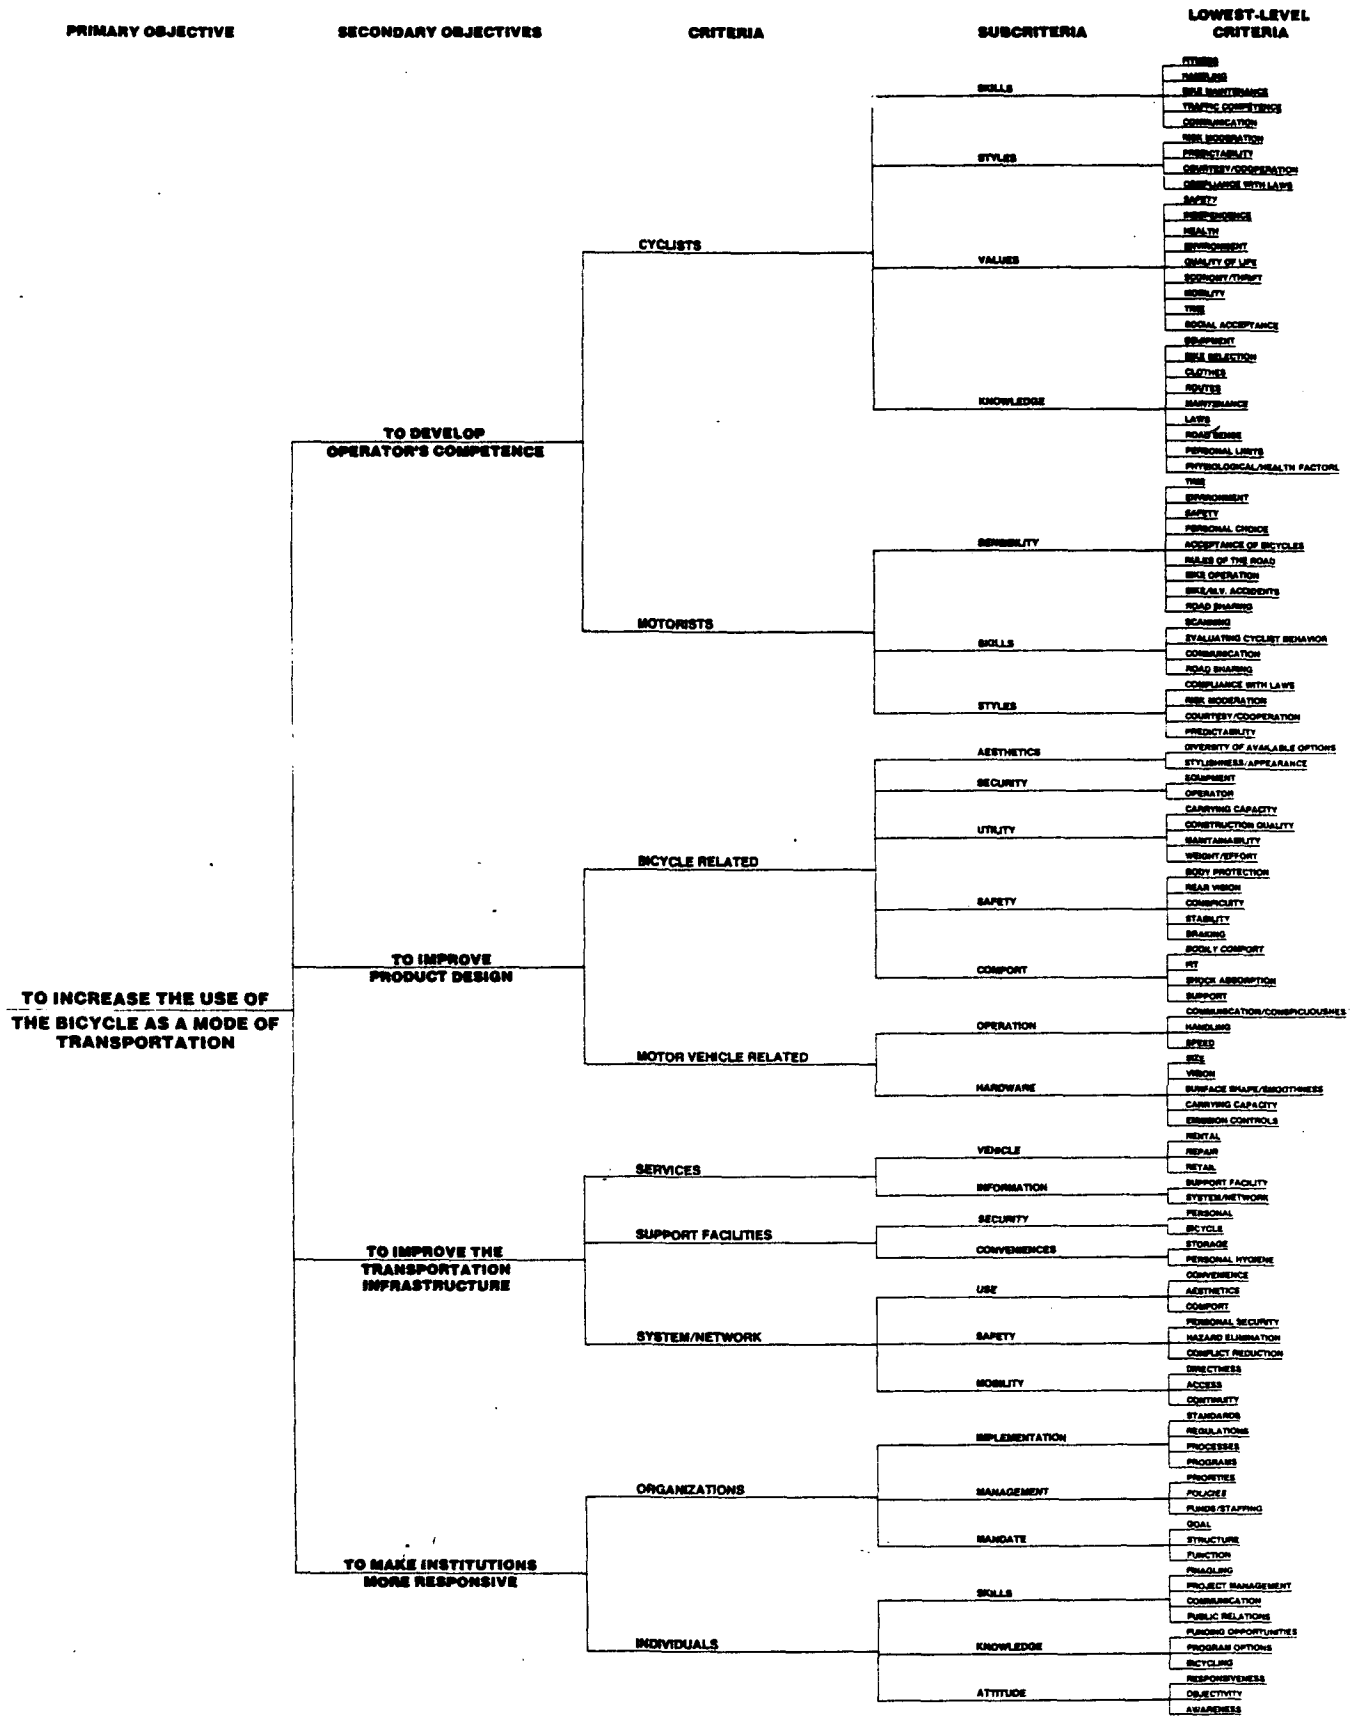 PRIMARY OBJECTIVE
SECONDARY OBJECTIVES
CRITERIA
SUBCRITERIA
LOWEST-LEVEL
CRITERIA
TO INCREASE THE USE OF
THE BICYCLE AS A MODE OF
TRANSPORTATION
TO DEVELOP
OPERATOR'S COMPETENCE
CYCLISTS
SKILLS
FITNESS
HANDLING
BIKE MAINTENANCE
TRAFFIC COMPETENCE
COMMUNICATION
STYLES
RISK MODERATION
PREDICTABILITY
COURTESY/COOPERATION
COMPLIANCE WITH LAWS
VALUES
SAFETY
INDEPENDENCE
HEALTH
ENVIRONMENT
QUALITY OF LIFE
ECONOMY/THRIFT
MOBILITY
TIME
SOCIAL ACCEPTANCE
KNOWLEDGE
EQUIPMENT
BIKE SELECTION
CLOTHES
ROUTES
MAINTENANCE
LAWS
ROAD SENSE
PERSONAL LIMITS
PHYSIOLOGICAL/HEALTH FACTORS
MOTORISTS
SENSIBILITY
TIME
ENVIRONMENT
SAFETY
PERSONAL CHOICE
ACCEPTANCE OF BICYCLES
RULES OF THE ROAD
BIKE OPERATION
BIKE/M.V. ACCIDENTS
ROAD SHARING
SKILLS
SCANNING
EVALUATING CYCLIST BEHAVIOR
COMMUNICATION
ROAD SHARING
STYLES
COMPLIANCE WITH LAWS
RISK MODERATION
COURTESY/COOPERATION
PREDICTABILITY
TO IMPROVE
PRODUCT DESIGN
BICYCLE RELATED
AESTHETICS
DIVERSITY OF AVAILABLE OPTIONS
STYLISHNESS/APPEARANCE
SECURITY
EQUIPMENT
OPERATOR
UTILITY
CARRYING CAPACITY
CONSTRUCTION QUALITY
MAINTAINABILITY
WEIGHT/EFFORT
SAFETY
BODY PROTECTION
REAR VISION
CONSPICUITY
STABILITY
BRAKING
COMFORT
BODILY COMFORT
FIT
SHOCK ABSORPTION
SUPPORT
MOTOR VEHICLE RELATED
OPERATION
COMMUNICATION/CONSPICUOUSNES
HANDLING
SPEED
HARDWARE
SIZE
VISION
SURFACE SHAPE/SMOOTHNESS
CARRYING CAPACITY
EMISSION CONTROLS
TO IMPROVE THE
TRANSPORTATION
INFRASTRUCTURE
SERVICES
VEHICLE
RENTAL
REPAIR
RETAIL
INFORMATION
SUPPORT FACILITY
SYSTEM/NETWORK
SUPPORT FACILITIES
SECURITY
PERSONAL
BICYCLE
CONVENIENCES
STORAGE
PERSONAL HYGIENE
SYSTEM/NETWORK
USE
CONVENIENCE
AESTHETICS
COMFORT
SAFETY
PERSONAL SECURITY
HAZARD ELIMINATION
CONFLICT REDUCTION
MOBILITY
DIRECTNESS
ACCESS
CONTINUITY
TO MAKE INSTITUTIONS
MORE RESPONSIVE
ORGANIZATIONS
IMPLEMENTATION
STANDARDS
REGULATIONS
PROCESSES
PROGRAMS
MANAGEMENT
PRIORITIES
POLICIES
FUNDS/STAFFING
MANDATE
GOAL
STRUCTURE
FUNCTION
INDIVIDUALS
SKILLS
FINAGLING
PROJECT MANAGEMENT
COMMUNICATION
PUBLIC RELATIONS
KNOWLEDGE
FUNDING OPPORTUNITIES
PROGRAM OPTIONS
BICYCLING
ATTITUDE
RESPONSIVENESS
OBJECTIVITY
AWARENESS